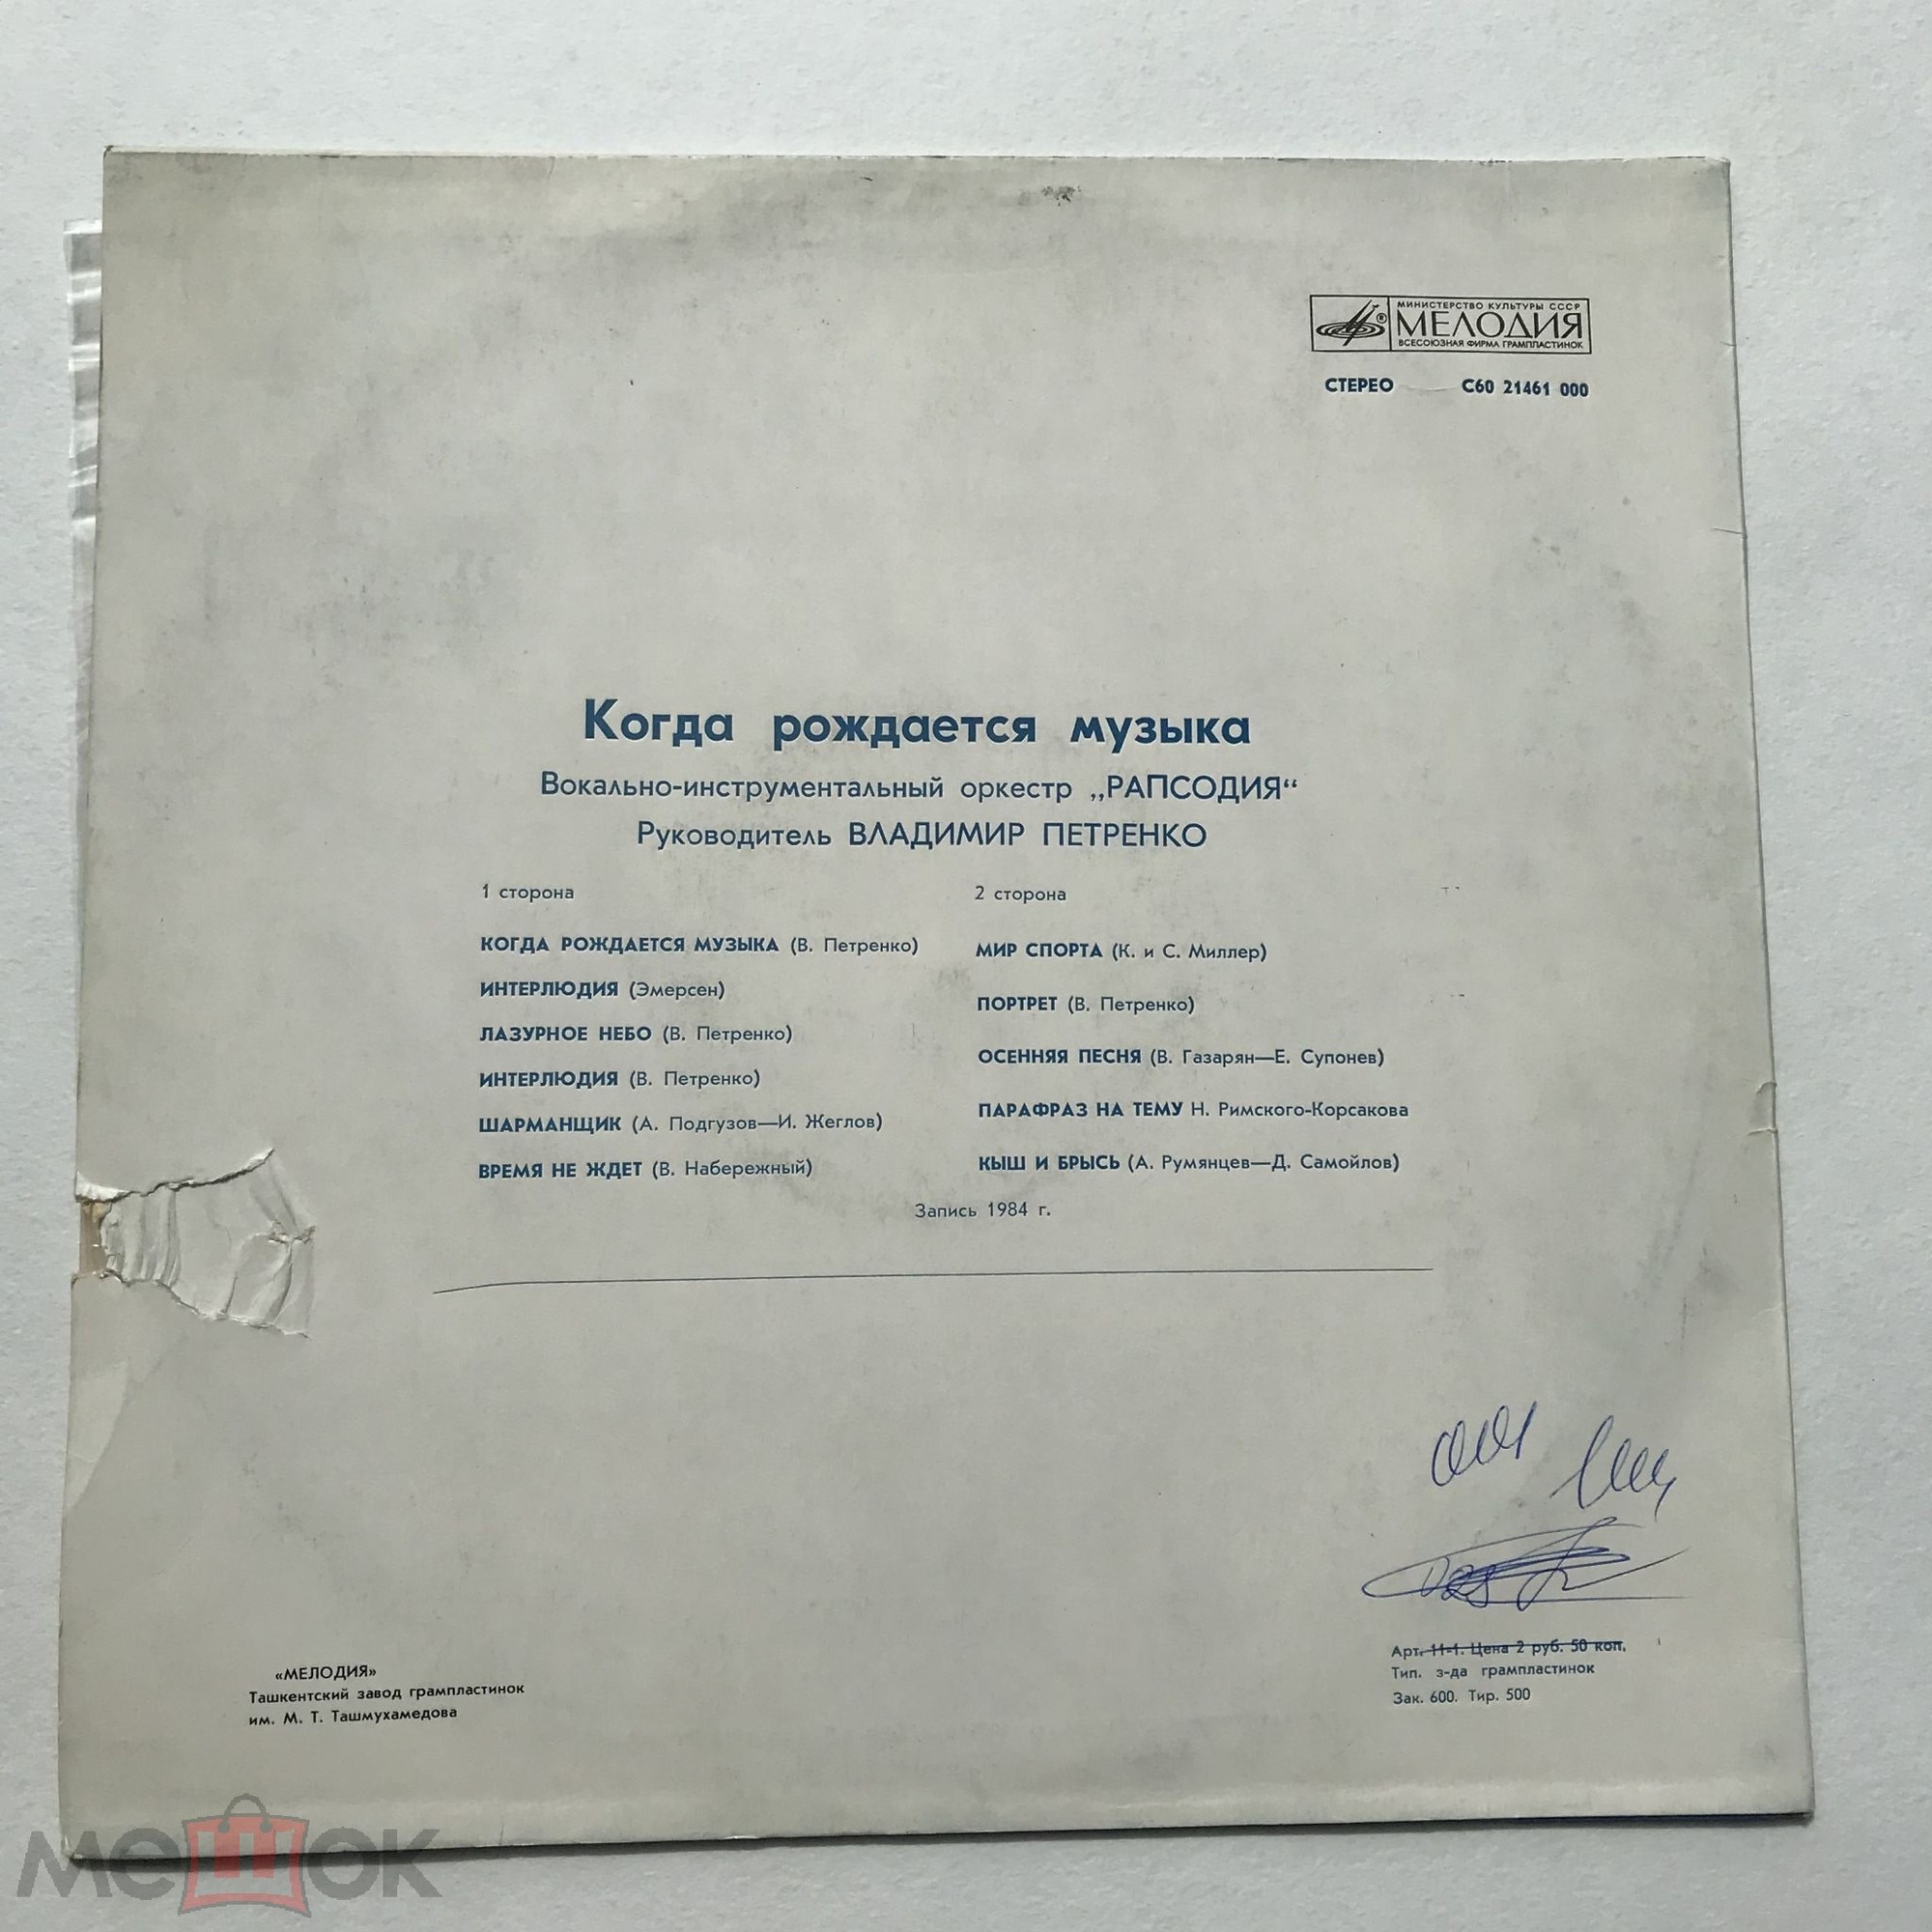 МИНИСТЕРСТВО КУЛЬТУРЫ СССР
МЕЛОДИЯ
ВСЕСОЮЗНАЯ ФИРМА ГРАМПЛАСТИНОК
СТЕРЕО С60 21461 000
Когда рождается музыка
Вокально-инструментальный оркестр „РАПСОДИЯ“
Руководитель ВЛАДИМИР ПЕТРЕНКО
1 сторона
КОГДА РОЖДАЕТСЯ МУЗЫКА (В. Петренко)
ИНТЕРЛЮДИЯ (Эмерсен)
ЛАЗУРНОЕ НЕБО (В. Петренко)
ИНТЕРЛЮДИЯ (В. Петренко)
ШАРМАНЩИК (А. Подгузов—И. Жеглов)
ВРЕМЯ НЕ ЖДЕТ (В. Набережный)
2 сторона
МИР СПОРТА (К. и С. Миллер)
ПОРТРЕТ (В. Петренко)
ОСЕННЯЯ ПЕСНЯ (В. Газарян—Е. Супонев)
ПАРАФРАЗ НА ТЕМУ Н. Римского-Корсакова
КЫШ И БРЫСЬ (А. Румянцев—Д. Самойлов)
Запись 1984 г.
«МЕЛОДИЯ»
Ташкентский завод грампластинок
им. М. Т. Ташмухамедова
Арт. 11-1. Цена 2 руб. 50 коп.
Тип. з-да грампластинок
Зак. 600. Тир. 500
мешок